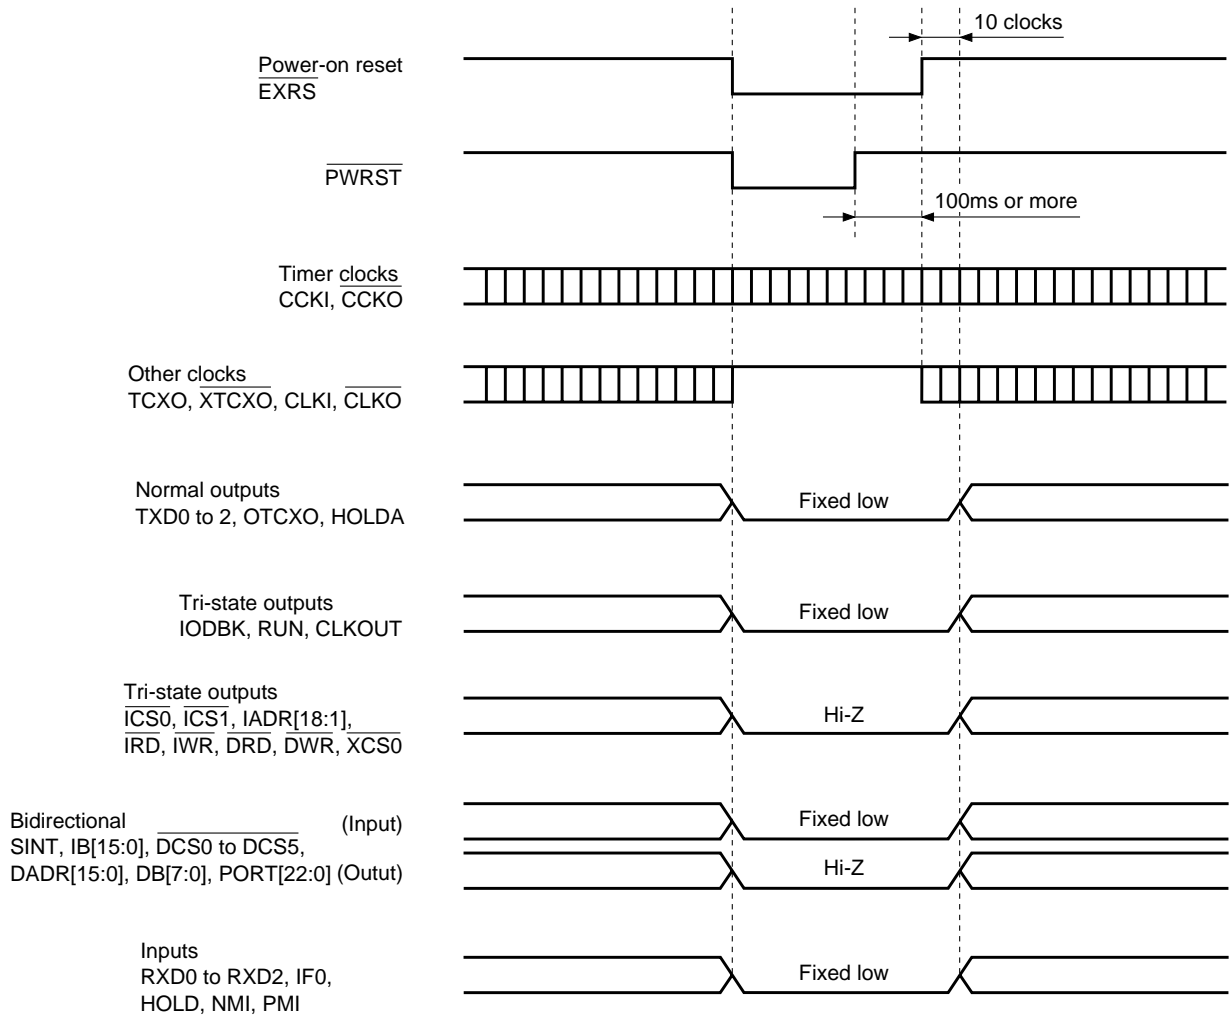 10 clocks
Power-on reset
EXRS
PWRST
100ms or more
Timer clocks
CCKI, CCKO
Other clocks
TCXO, XTCXO, CLKI, CLKO
Normal outputs
TXD0 to 2, OTCXO, HOLDA
Fixed low
Tri-state outputs
IODBK, RUN, CLKOUT
Fixed low
Tri-state outputs
ICS0, ICS1, IADR[18:1],
IRD, IWR, DRD, DWR, XCS0
Hi-Z
Bidirectional (Input)
SINT, IB[15:0], DCS0 to DCS5,
DADR[15:0], DB[7:0], PORT[22:0] (Outut)
Fixed low
Hi-Z
Inputs
RXD0 to RXD2, IF0,
HOLD, NMI, PMI
Fixed low